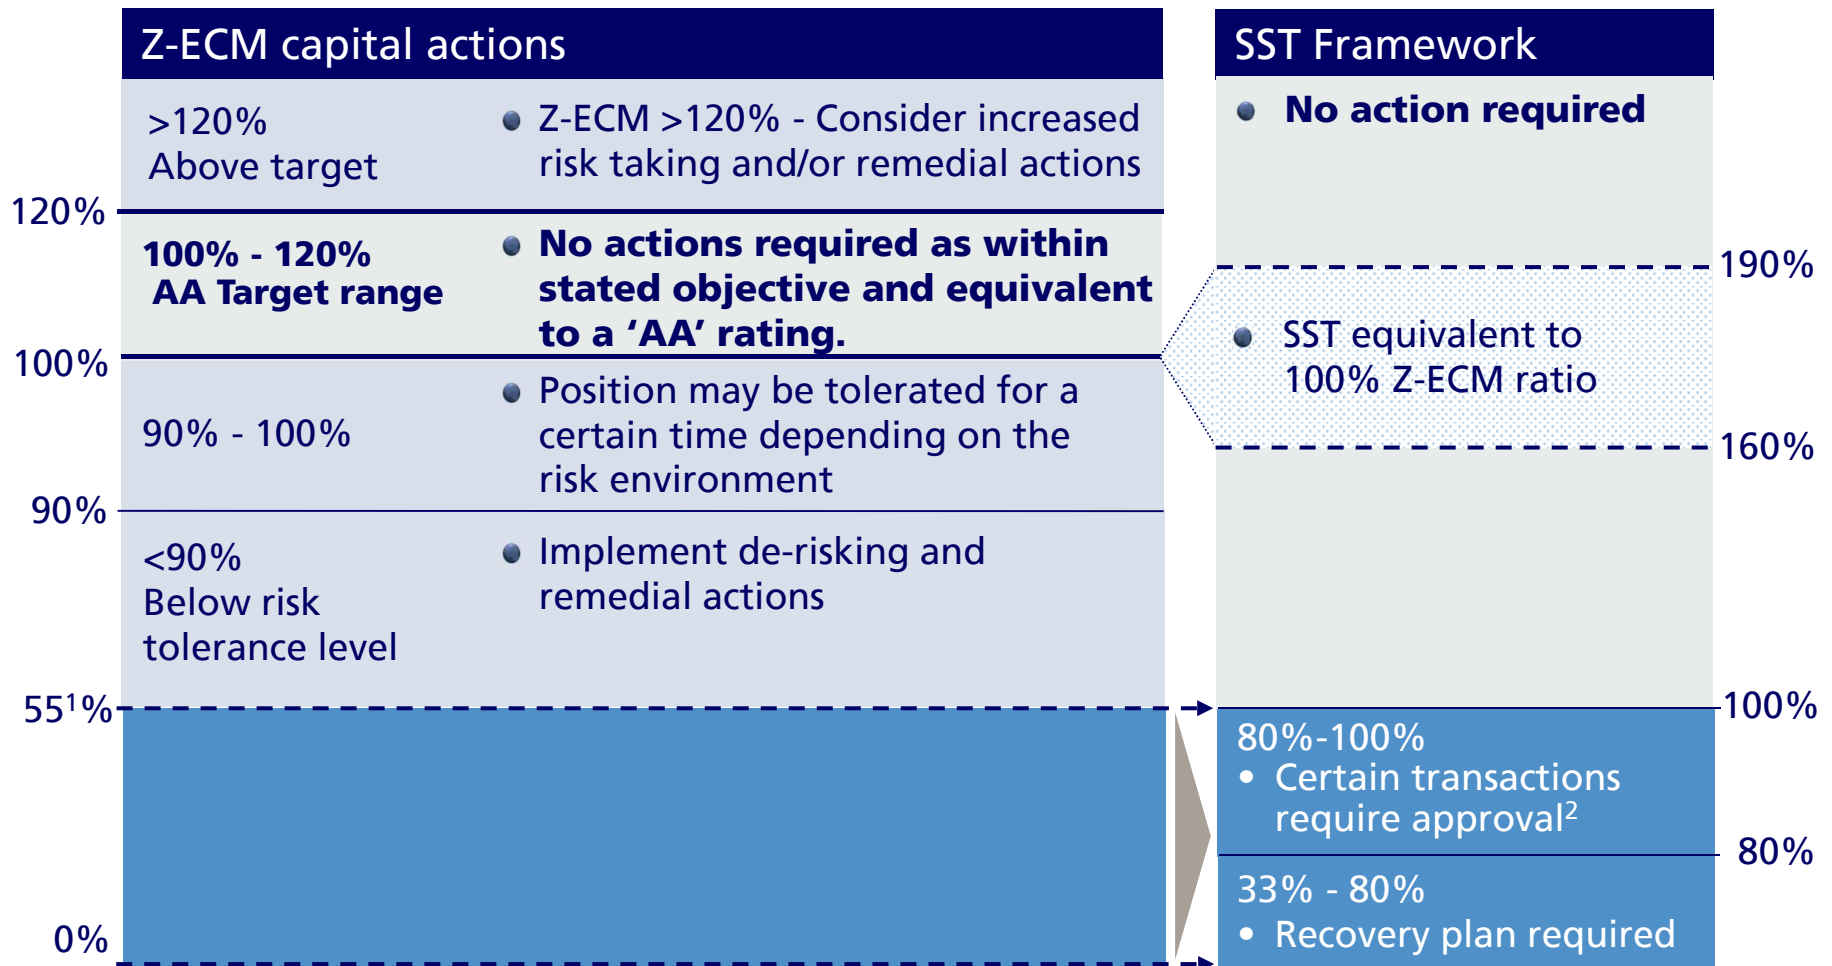 Z-ECM capital actions
>120%
Above target
• Z-ECM >120% - Consider increased
risk taking and/or remedial actions
120%
100% - 120%
AA Target range
• No actions required as within
stated objective and equivalent
to a ‘AA’ rating.
100%
90% - 100%
• Position may be tolerated for a
certain time depending on the
risk environment
90%
<90%
Below risk
tolerance level
• Implement de-risking and
remedial actions
55¹%
0%
SST Framework
• No action required
190%
• SST equivalent to
100% Z-ECM ratio
160%
100%
80%-100%
• Certain transactions
require approval²
80%
33% - 80%
• Recovery plan required